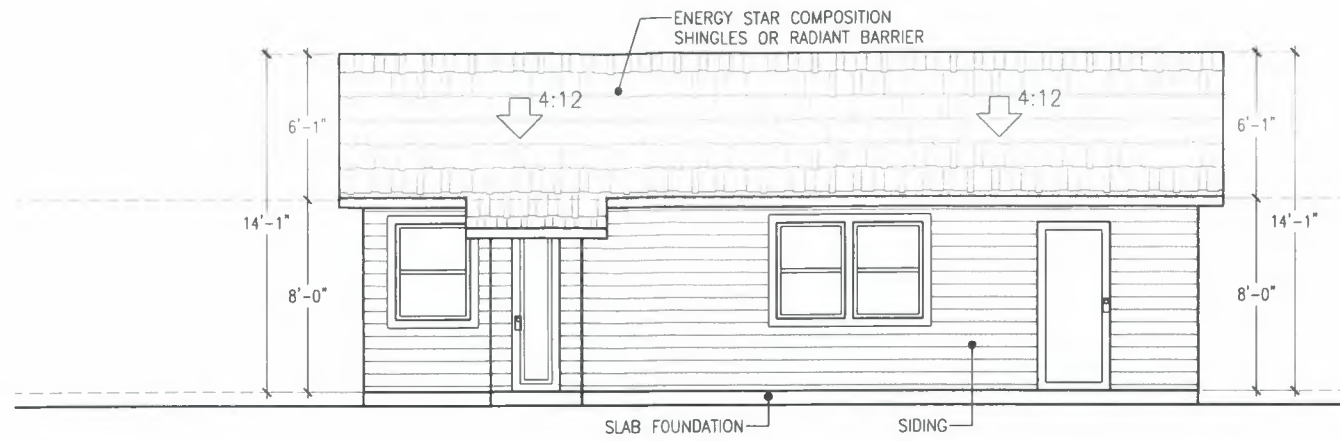 ENERGY STAR COMPOSITION
SHINGLES OR RADIANT BARRIER
4:12
4:12
6'-1"
6'-1"
14'-1"
14'-1"
8'-0"
8'-0"
SLAB FOUNDATION
SIDING